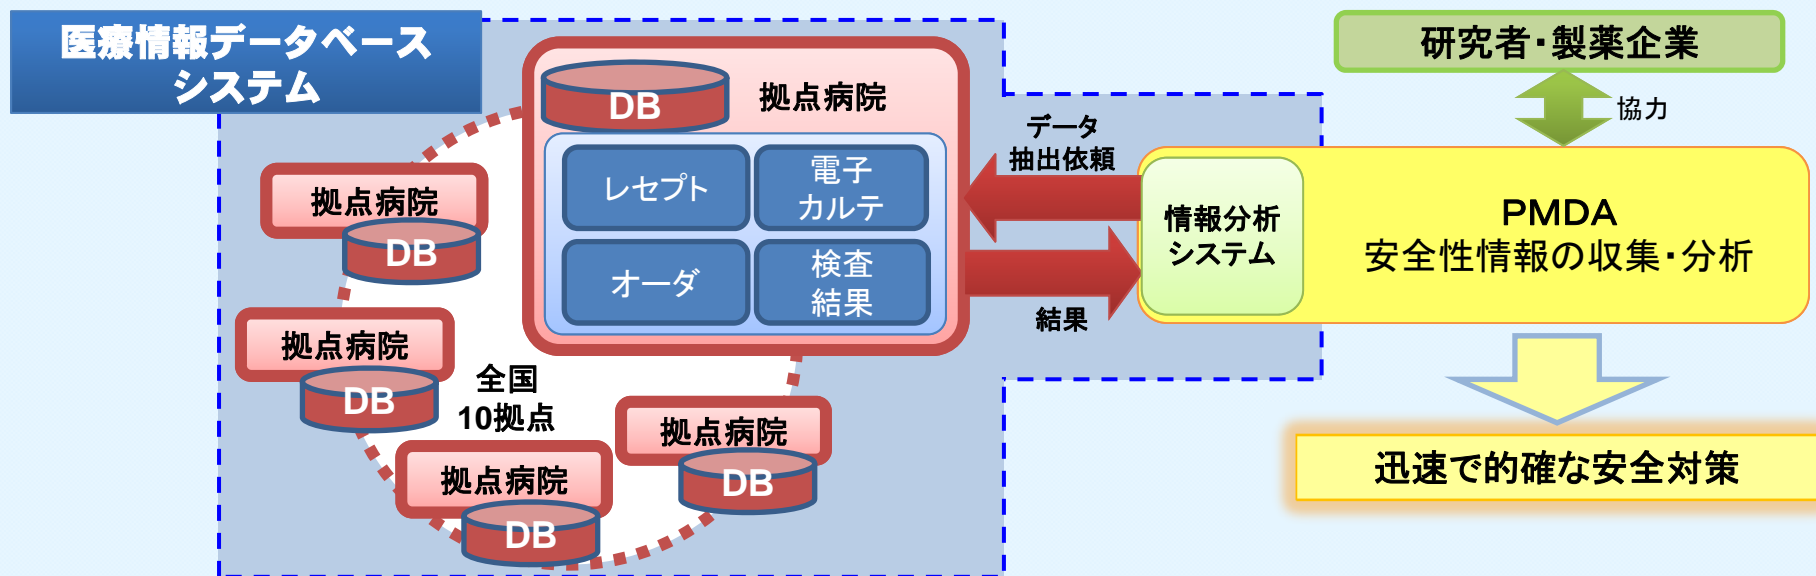 医療情報データベース
システム
DB
拠点病院
レセプト
電子
カルテ
オーダ
検査
結果
拠点病院
DB
拠点病院
DB
全国
10拠点
拠点病院
DB
拠点病院
DB
データ
抽出依頼
結果
情報分析
システム
研究者・製薬企業
協力
PMDA
安全性情報の収集・分析
迅速で的確な安全対策